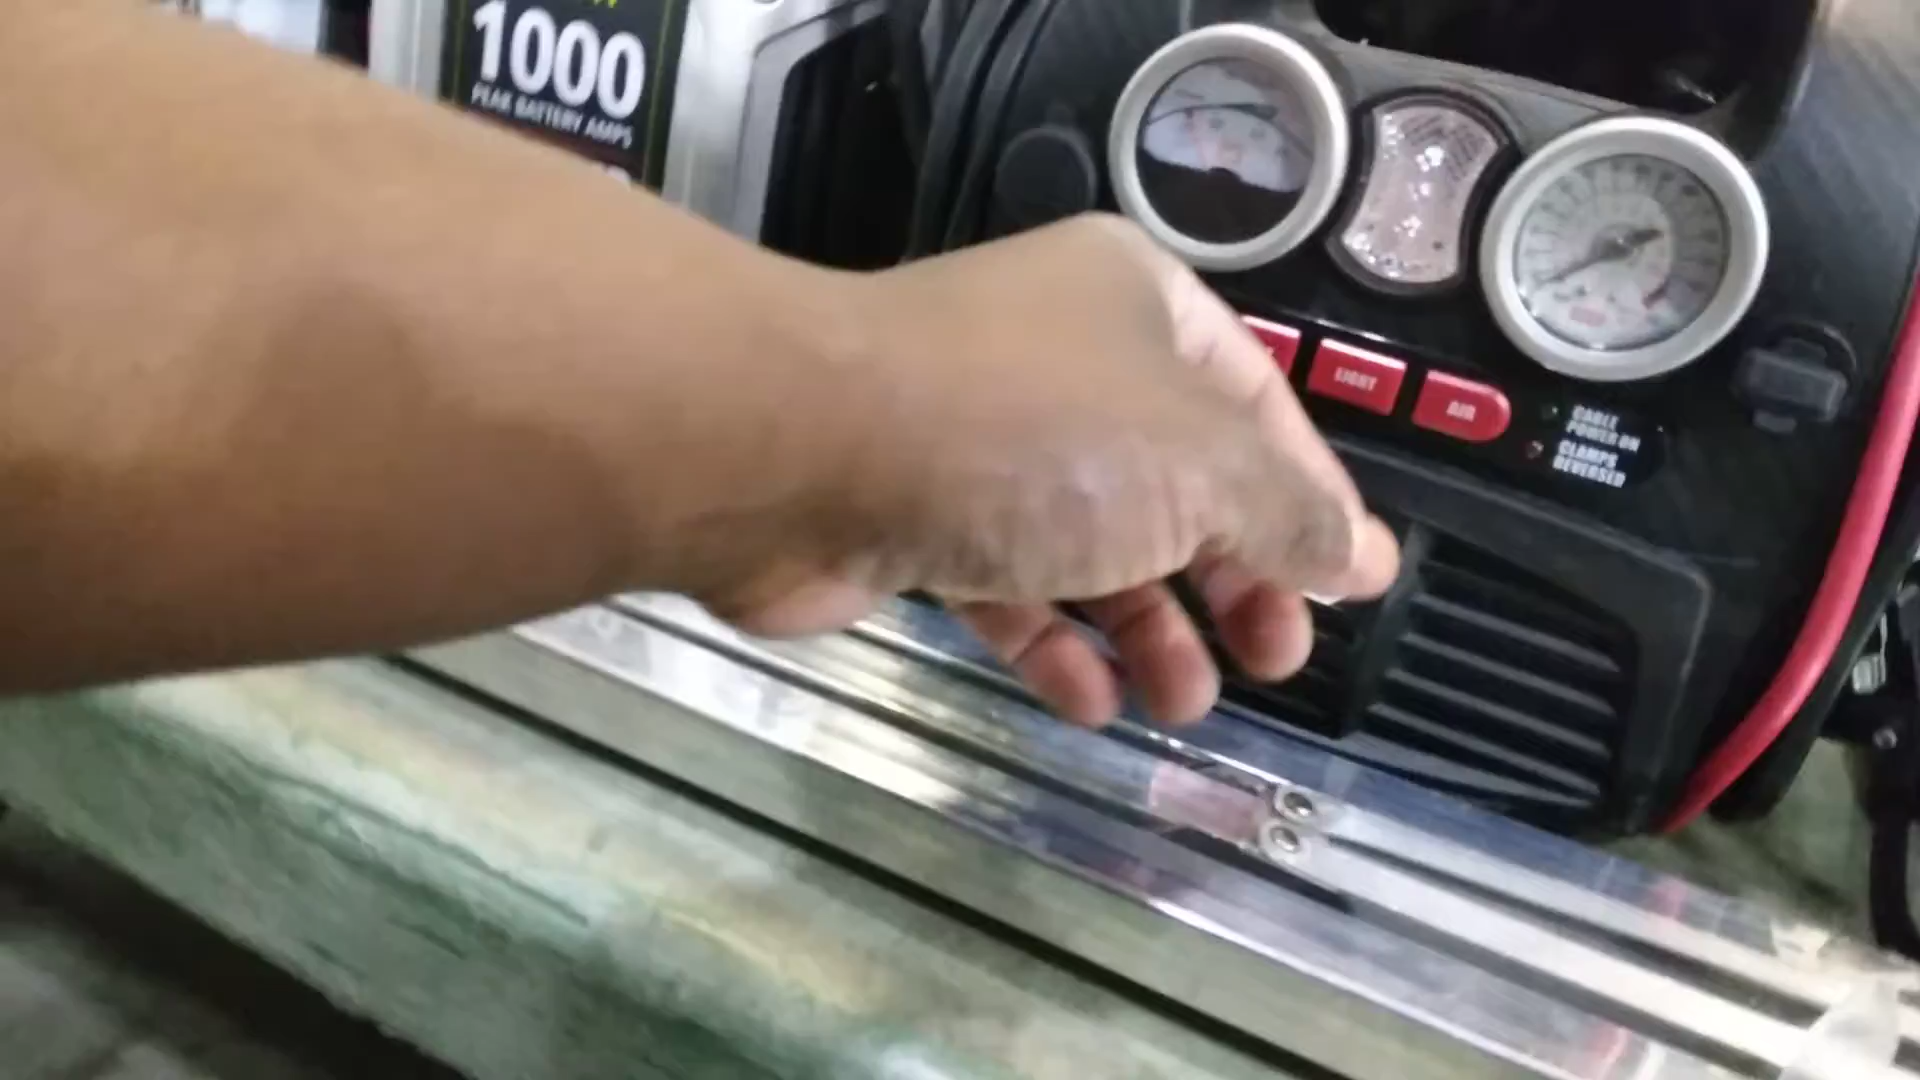 1000
PEAK BATTERY AMPS
LIGHT
AIR
CABLE
POWER ON
CLAMPS
REVERSED